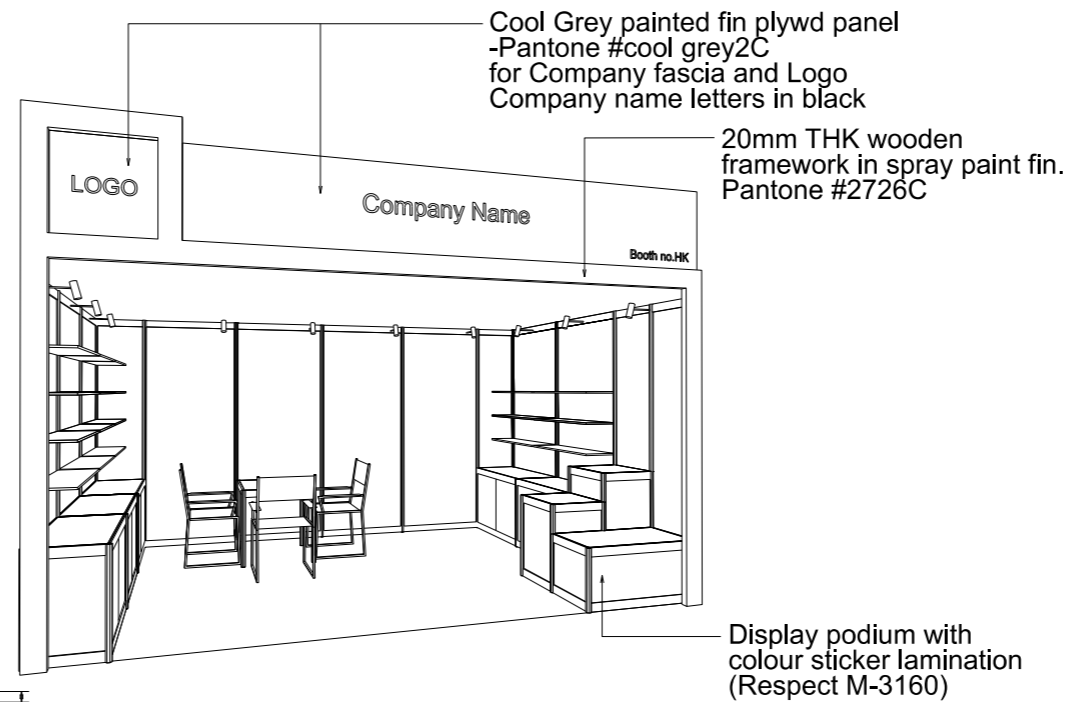 Cool Grey painted fin plywd panel
-Pantone #cool grey2C
for Company fascia and Logo
Company name letters in black
20mm THK wooden
framework in spray paint fin.
Pantone #2726C
LOGO
Company Name
Booth no.HK
Display podium with
colour sticker lamination
(Respect M-3160)